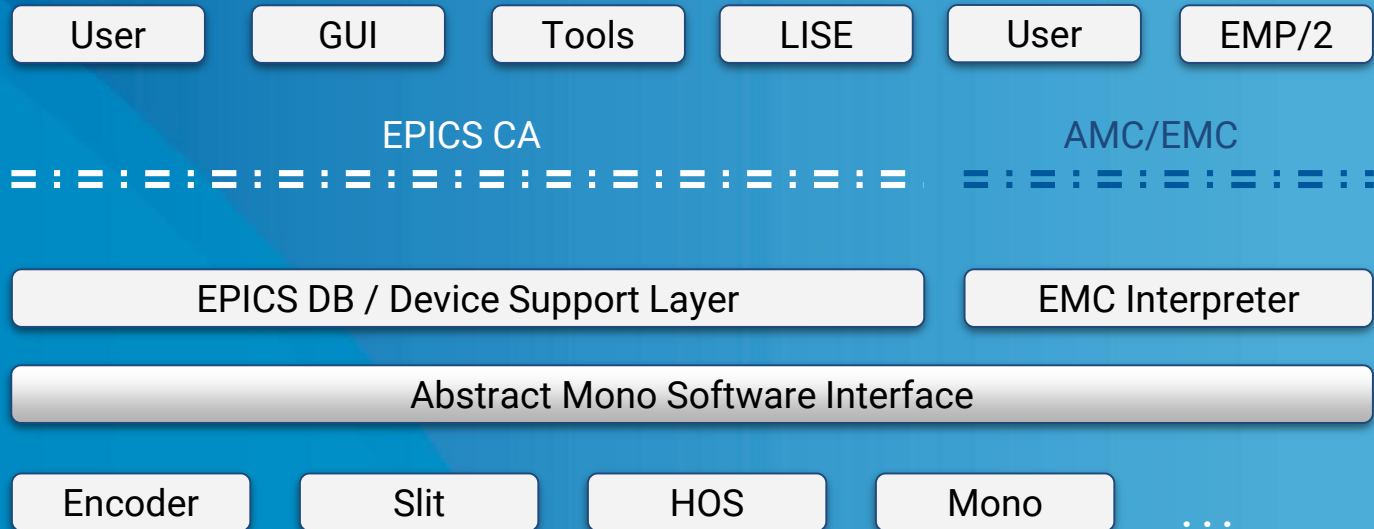 User GUI Tools LISE User EMP/2
EPICS CA AMC/EMC
EPICS DB / Device Support Layer EMC Interpreter
Abstract Mono Software Interface
Encoder Slit HOS Mono ...